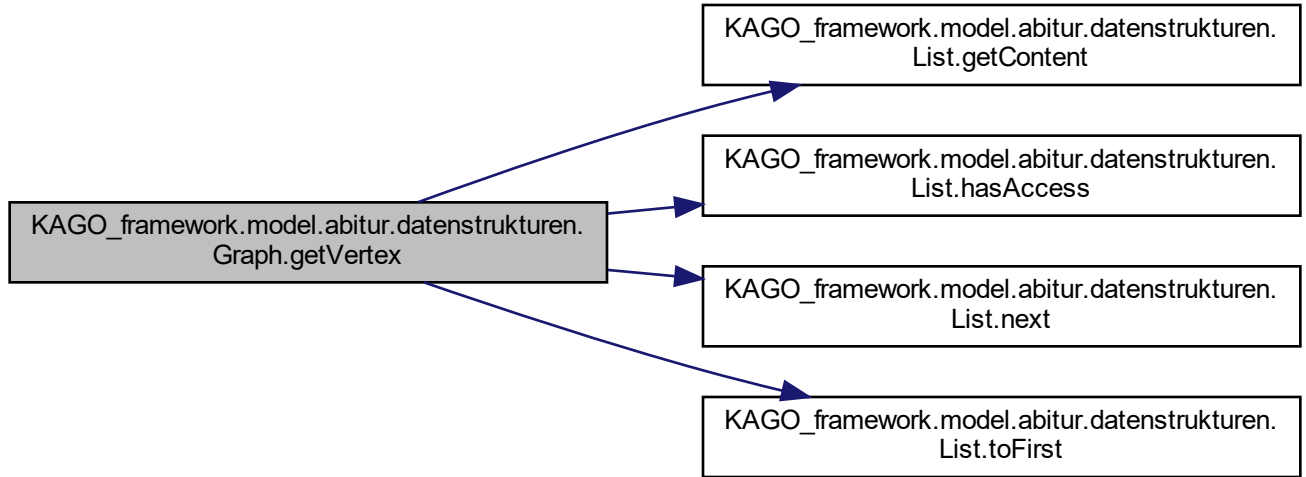 KAGO_framework.model.abitur.datenstrukturen.
List.getContent
KAGO_framework.model.abitur.datenstrukturen.
List.hasAccess
KAGO_framework.model.abitur.datenstrukturen.
Graph.getVertex
KAGO_framework.model.abitur.datenstrukturen.
List.next
KAGO_framework.model.abitur.datenstrukturen.
List.toFirst